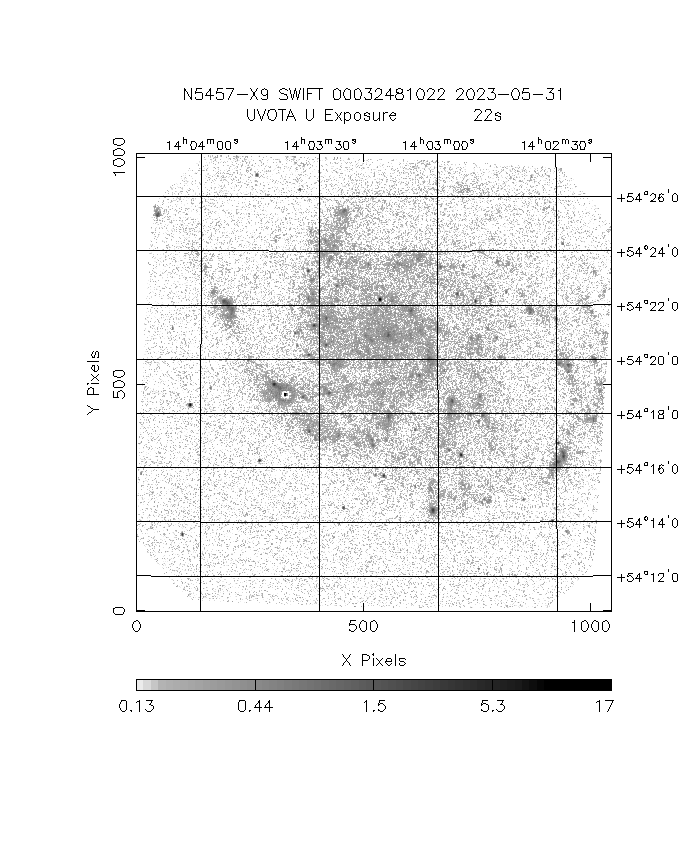 N5457-X9 SWIFT 00032481022 2023-05-31
UVOTA U Exposure 22s
14ʰ04ᵐ00ˢ 14ʰ03ᵐ30ˢ 14ʰ03ᵐ00ˢ 14ʰ02ᵐ30ˢ
1000
+54°26'0
+54°24'0
+54°22'0
+54°20'0
500
+54°18'0
+54°16'0
+54°14'0
+54°12'0
0
Y Pixels
0 500 1000
X Pixels
0.13 0.44 1.5 5.3 17